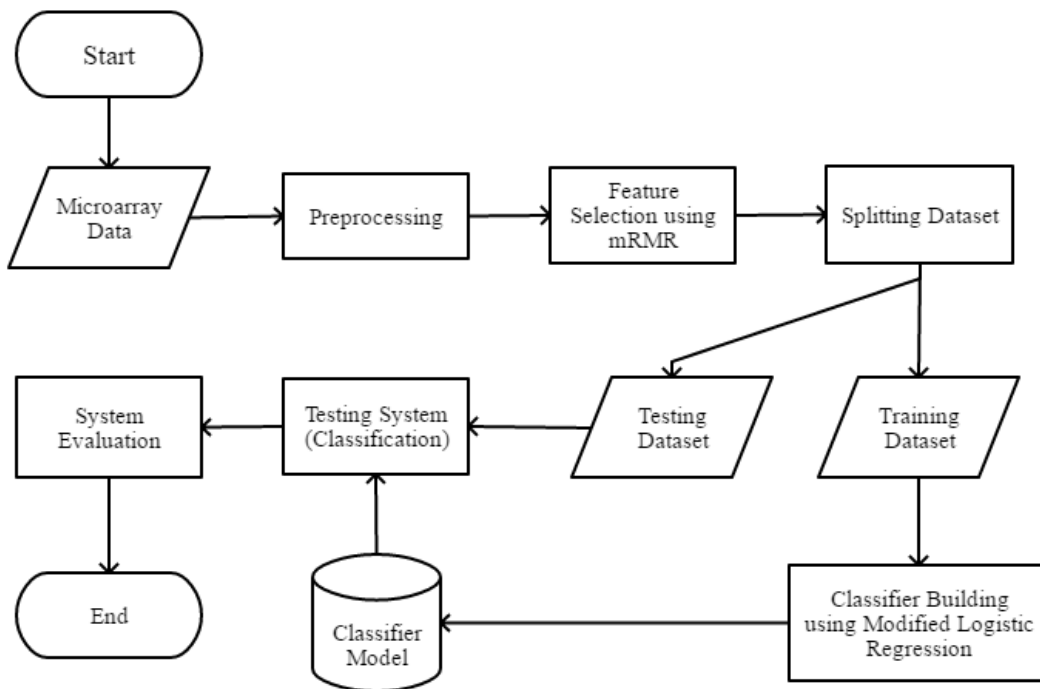 Start
Microarray
Data
Preprocessing
Feature
Selection using
mRMR
Splitting Dataset
System
Evaluation
Testing System
(Classification)
Testing
Dataset
Training
Dataset
End
Classifier
Model
Classifier Building
using Modified Logistic
Regression